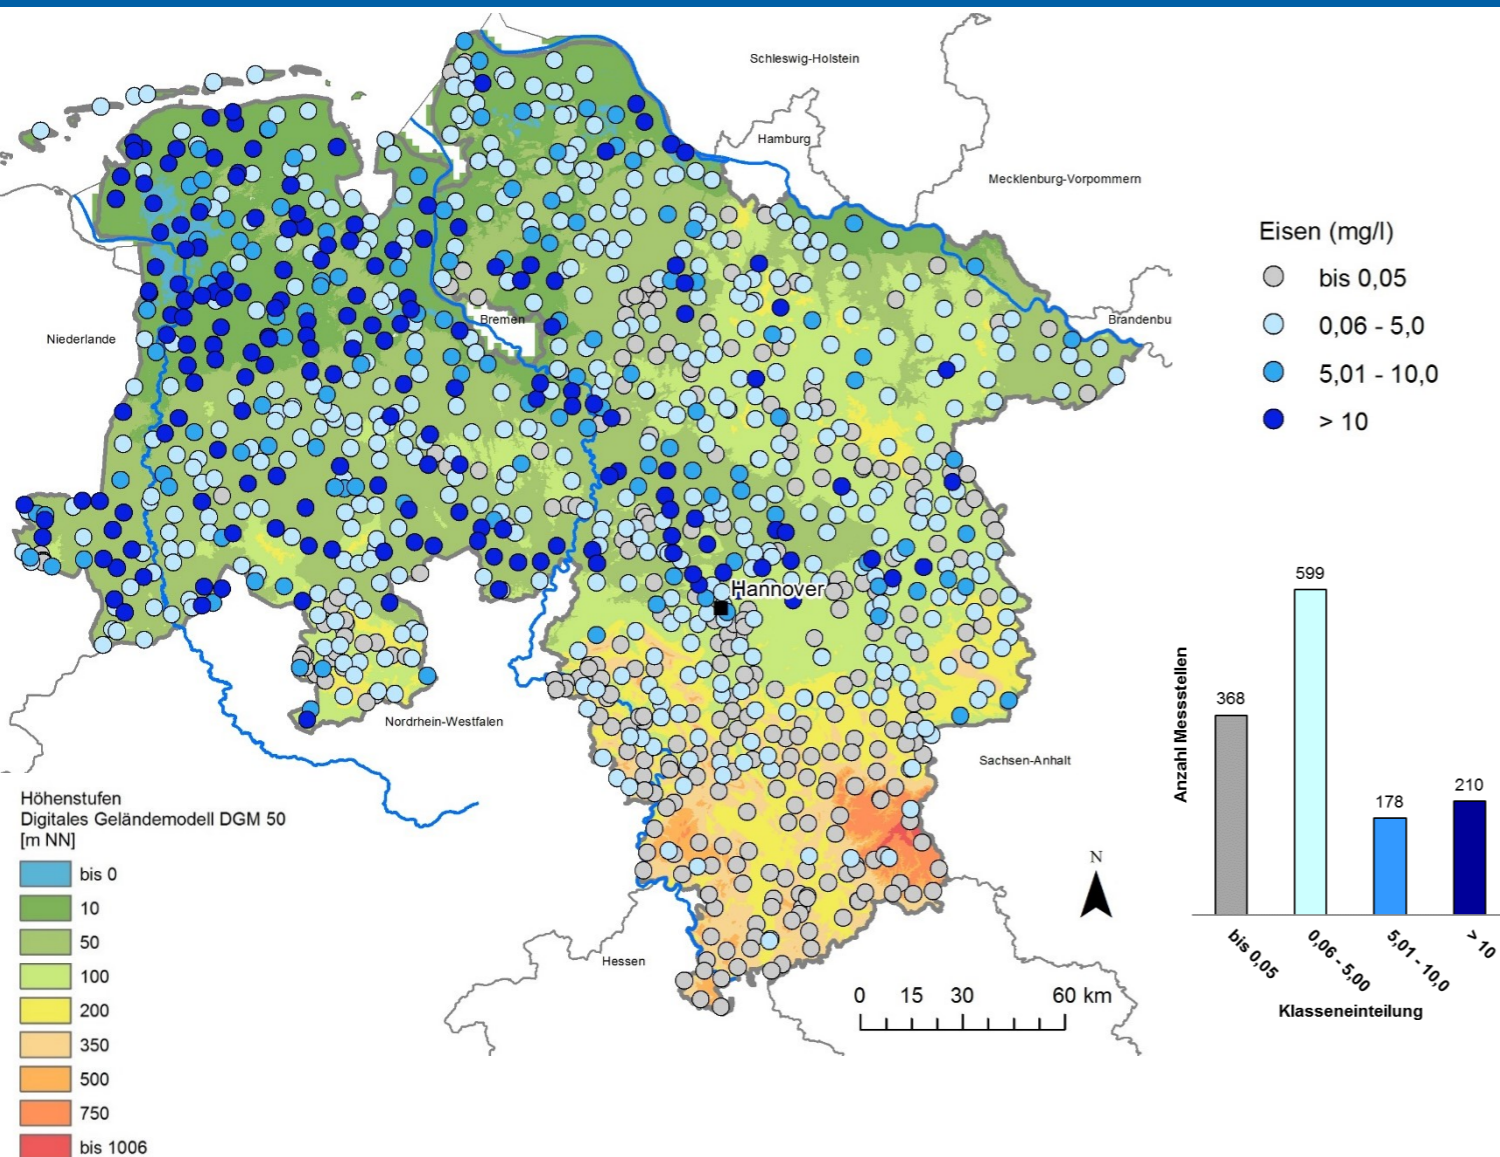 Schleswig-Holstein
Hamburg
Mecklenburg-Vorpommern
Niederlande
Bremen
Brandenbu
Hannover
Nordrhein-Westfalen
Sachsen-Anhalt
Hessen
Eisen (mg/l)
bis 0,05
0,06 - 5,0
5,01 - 10,0
> 10
Höhenstufen
Digitales Geländemodell DGM 50
[m NN]
bis 0
10
50
100
200
350
500
750
bis 1006
N
0 15 30 60 km
Anzahl Messstellen
368
599
178
210
bis 0,05
0,06 - 5,00
5,01 - 10,0
> 10
Klasseneinteilung